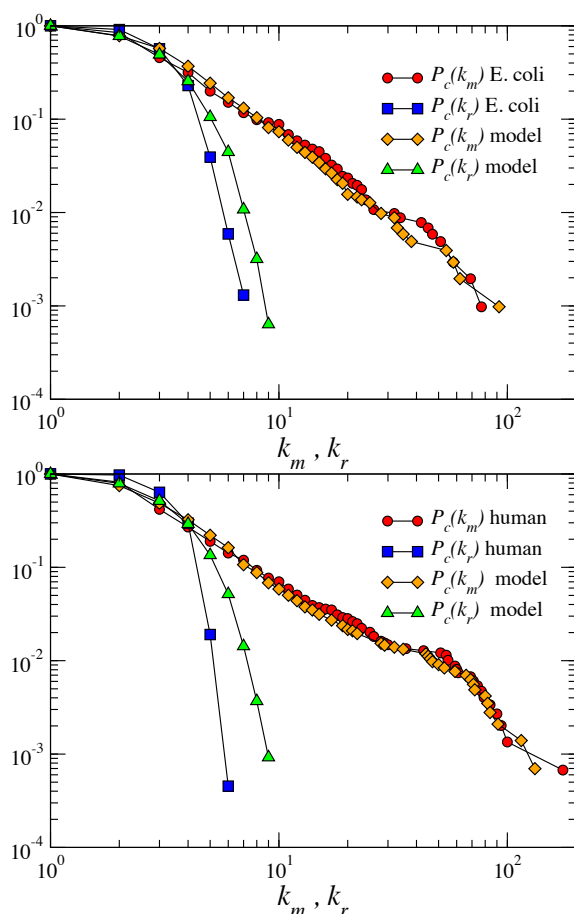 10^0
P_c(k_m) E. coli
P_c(k_r) E. coli
10^-1
P_c(k_m) model
P_c(k_r) model
10^-2
10^-3
10^-4
10^0 10^1 10^2
k_m , k_r
10^0
P_c(k_m) human
P_c(k_r) human
10^-1
P_c(k_m) model
P_c(k_r) model
10^-2
10^-3
10^-4
10^0 10^1 10^2
k_m , k_r